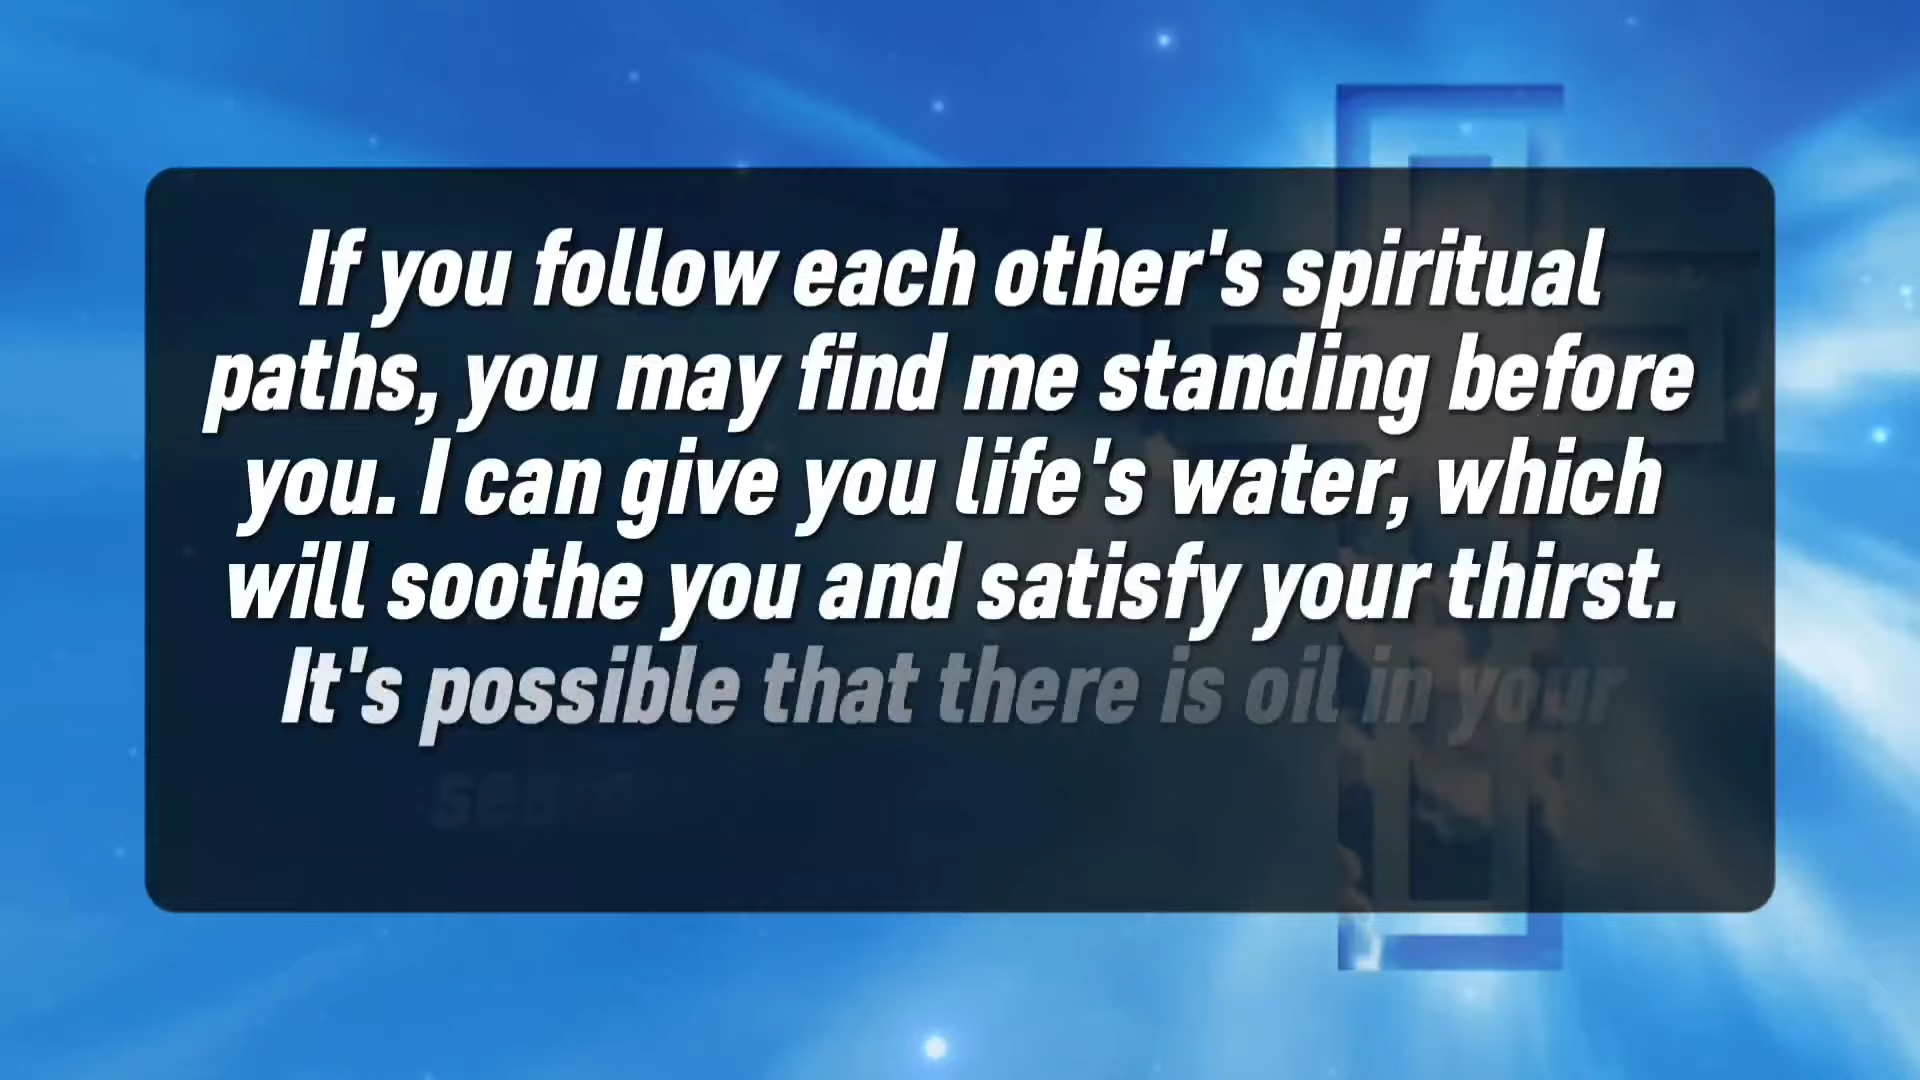 If you follow each other's spiritual
paths, you may find me standing before
you. I can give you life's water, which
will soothe you and satisfy your thirst.
It's possible that there is oil in your